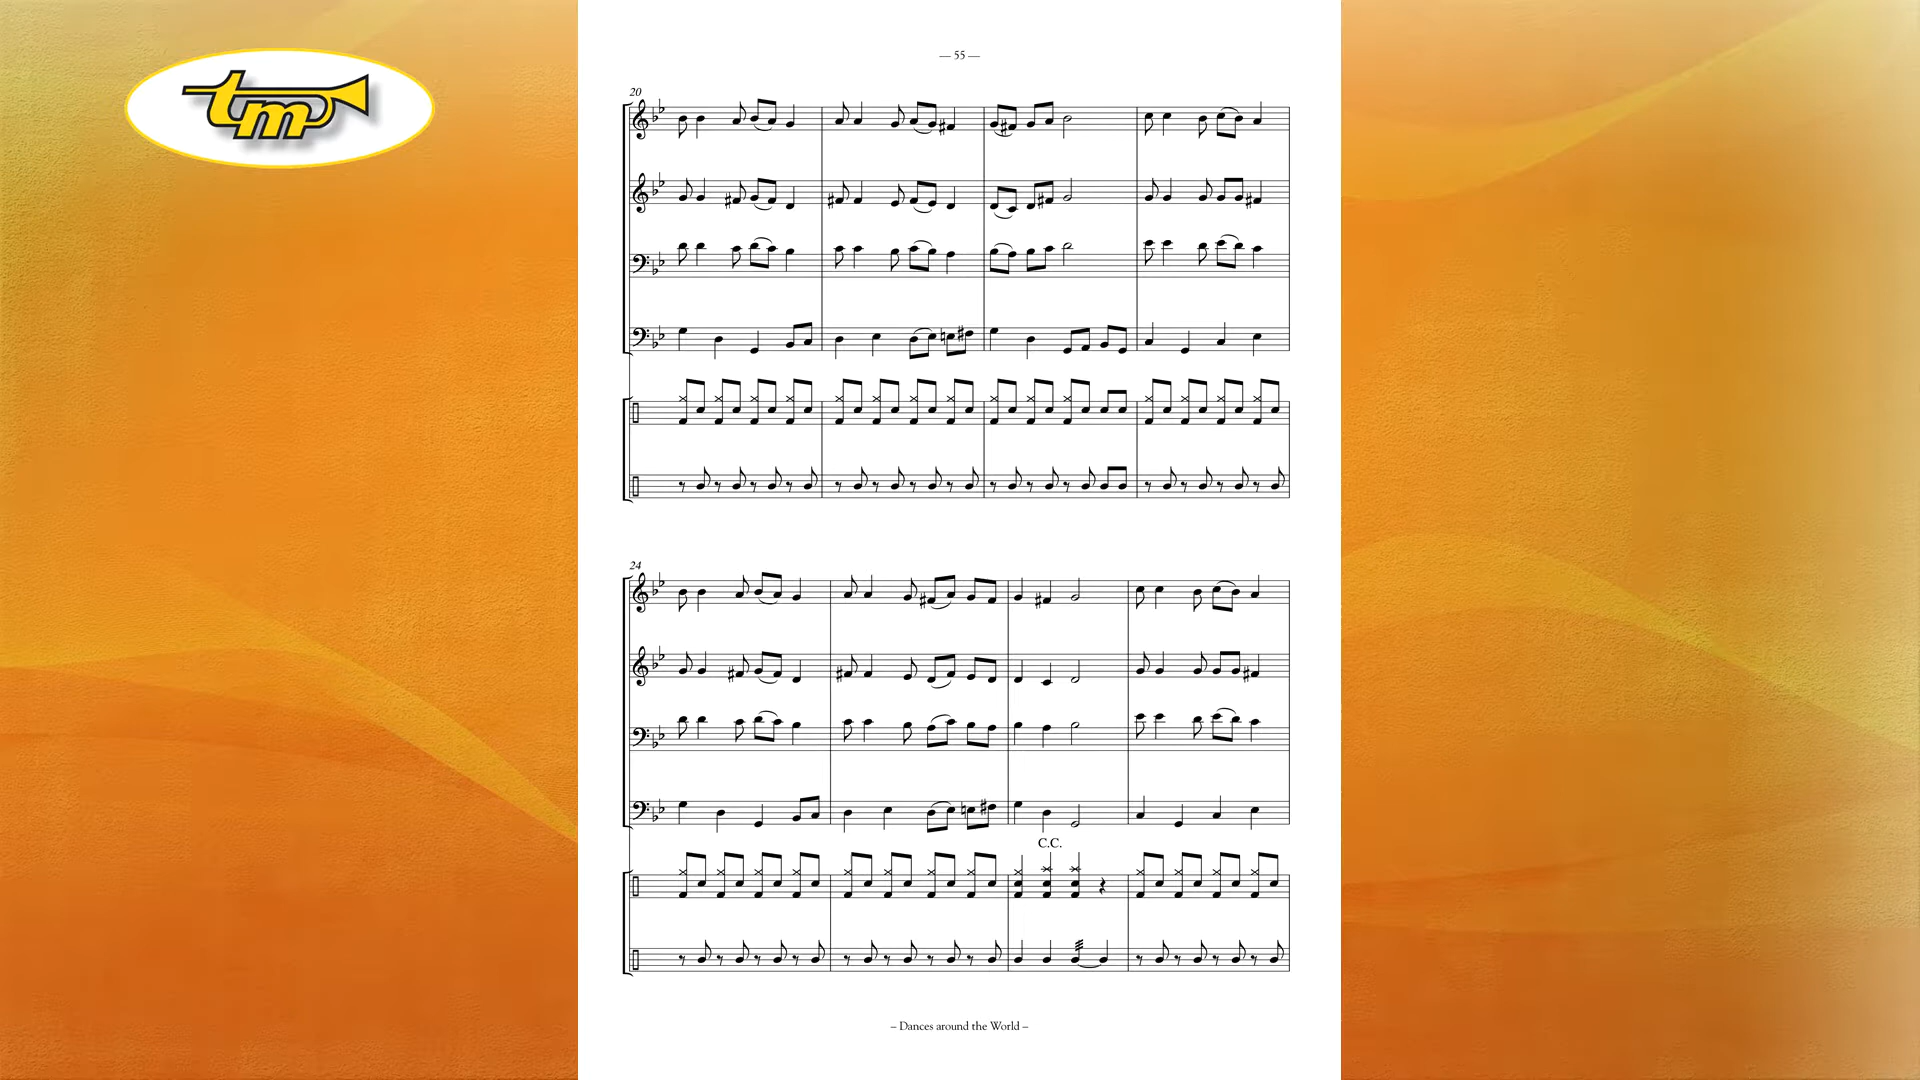 tm
— 55 —
20
24
C.C.
– Dances around the World –